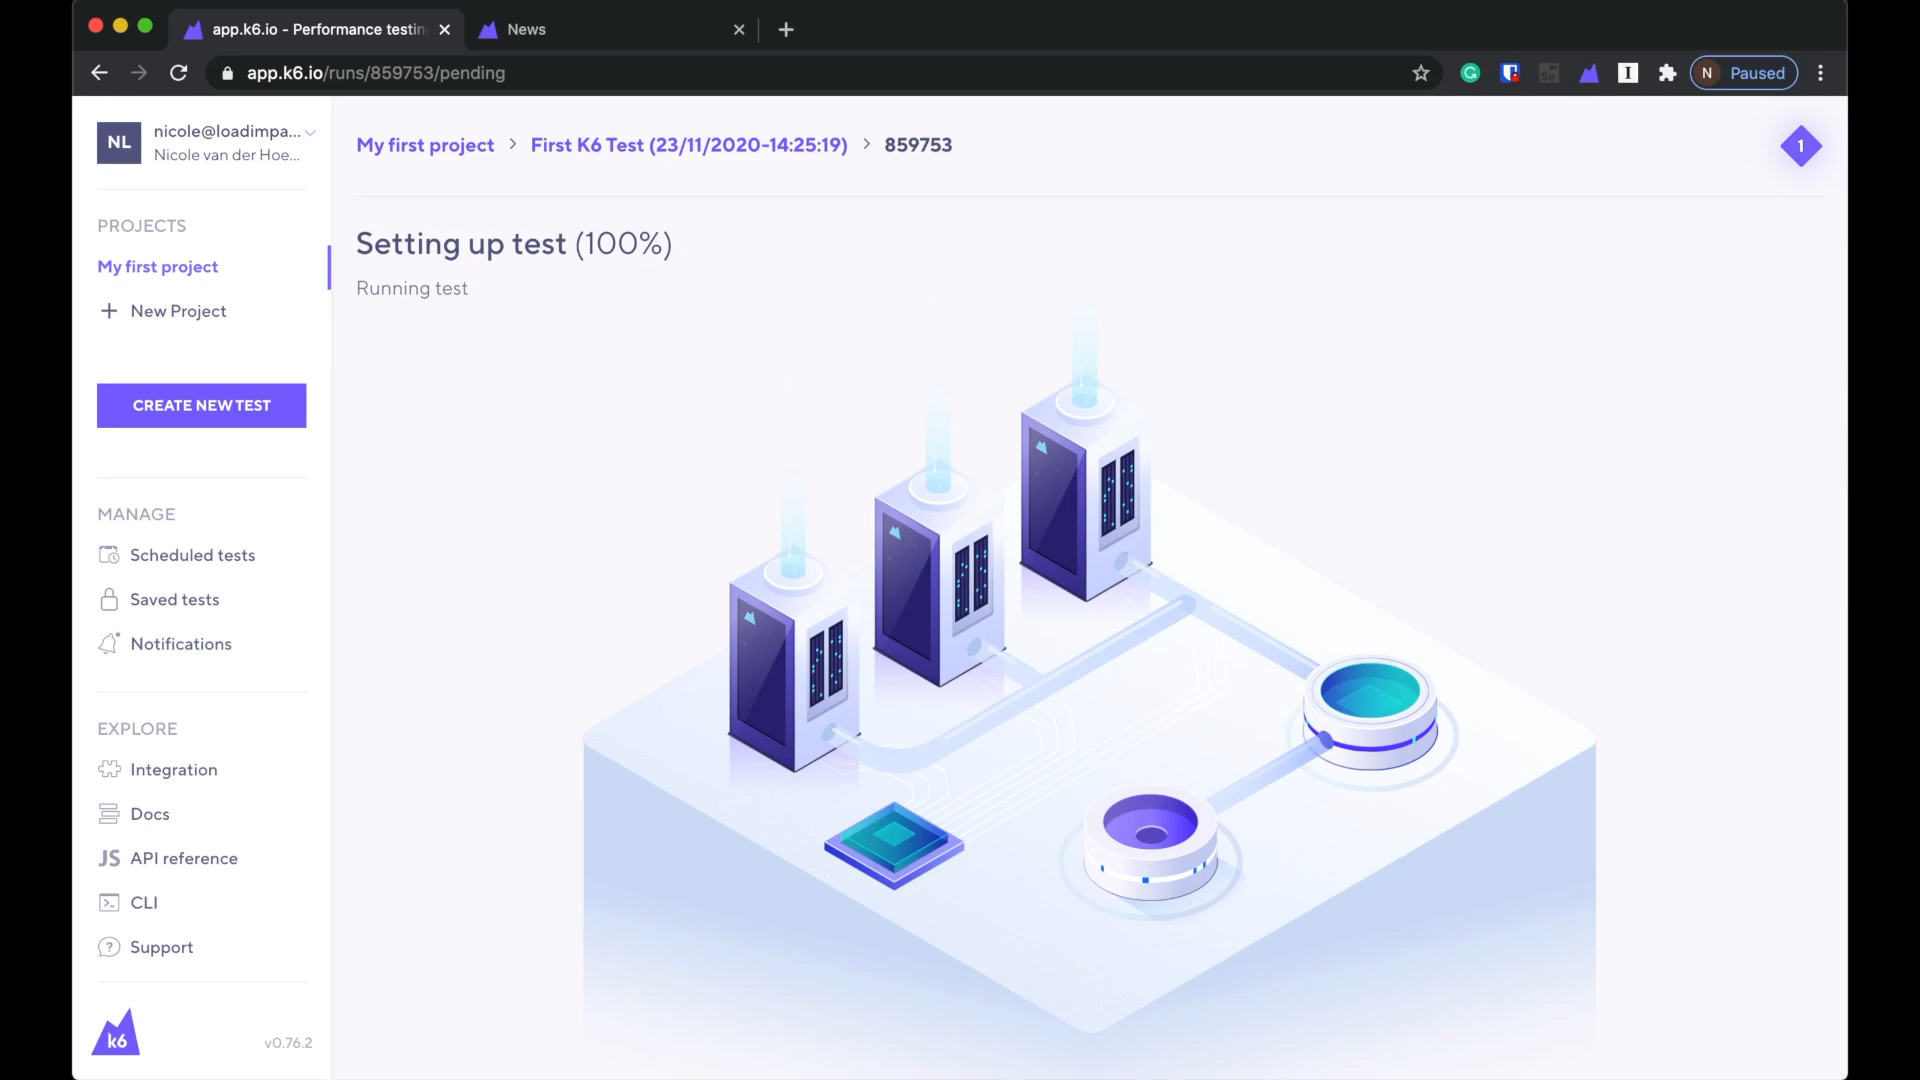 app.k6.io - Performance testin
News
app.k6.io/runs/859753/pending
N Paused
NL
nicole@loadimpa...
Nicole van der Hoe...
PROJECTS
My first project
New Project
CREATE NEW TEST
MANAGE
Scheduled tests
Saved tests
Notifications
EXPLORE
Integration
Docs
JS API reference
CLI
Support
k6
v0.76.2
My first project > First K6 Test (23/11/2020-14:25:19) > 859753
1
Setting up test (100%)
Running test